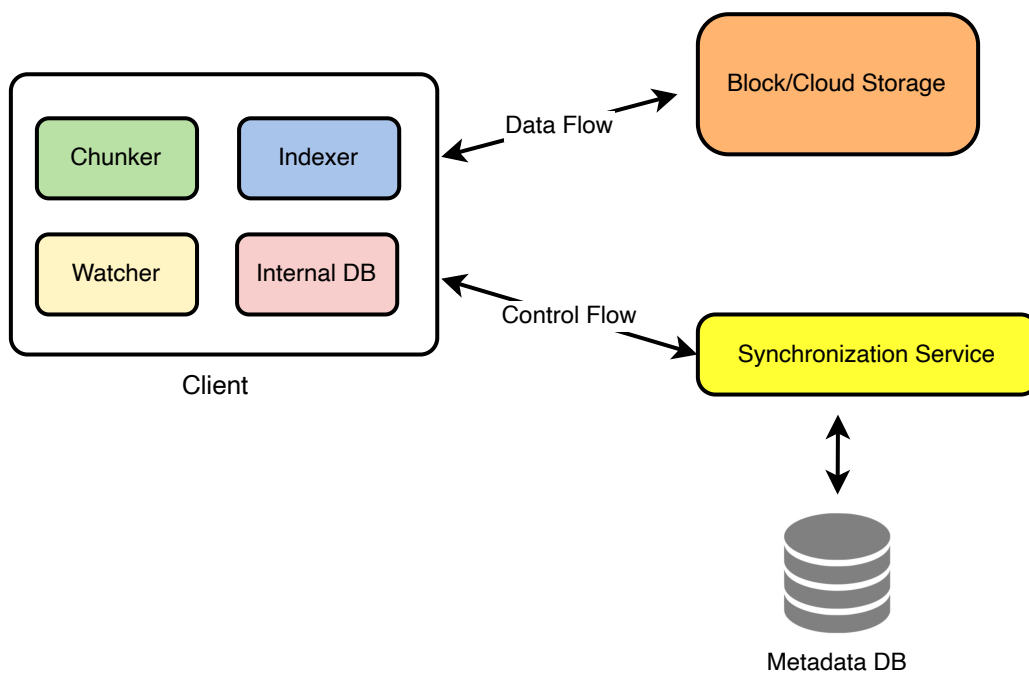 Block/Cloud Storage
Data Flow
Chunker
Indexer
Watcher
Internal DB
Control Flow
Synchronization Service
Client
Metadata DB